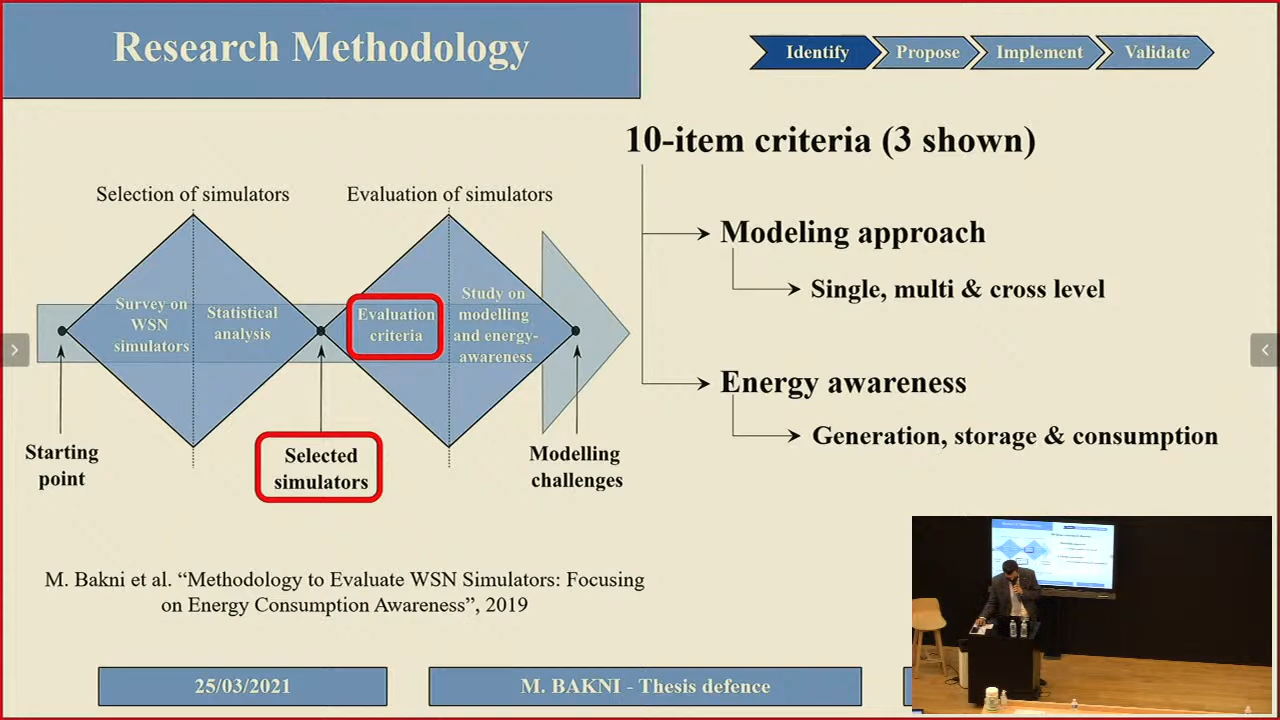 Research Methodology
Identify
Propose
Implement
Validate
10-item criteria (3 shown)
Modeling approach
Single, multi & cross level
Energy awareness
Generation, storage & consumption
Selection of simulators
Evaluation of simulators
Survey on
WSN
simulators
Statistical
analysis
Evaluation
criteria
Study on
modelling
and energy-
awareness
Starting
point
Selected
simulators
Modelling
challenges
M. Bakni et al. “Methodology to Evaluate WSN Simulators: Focusing
on Energy Consumption Awareness”, 2019
25/03/2021
M. BAKNI - Thesis defence